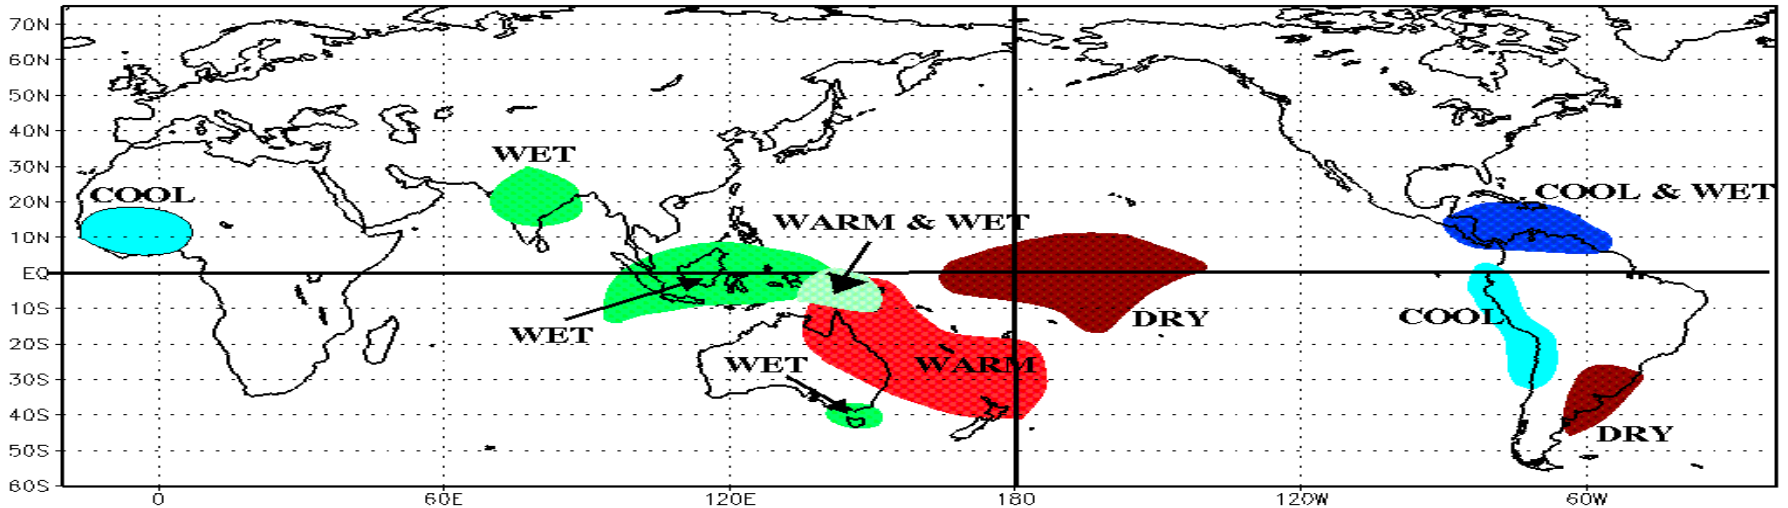 70N
60N
50N
40N
30N
WET
COOL
COOL & WET
20N
WARM & WET
10N
EQ
10S
WET
DRY
COOL
20S
WET
WARM
30S
40S
DRY
50S
60S
0 60E 120E 180 120W 60W